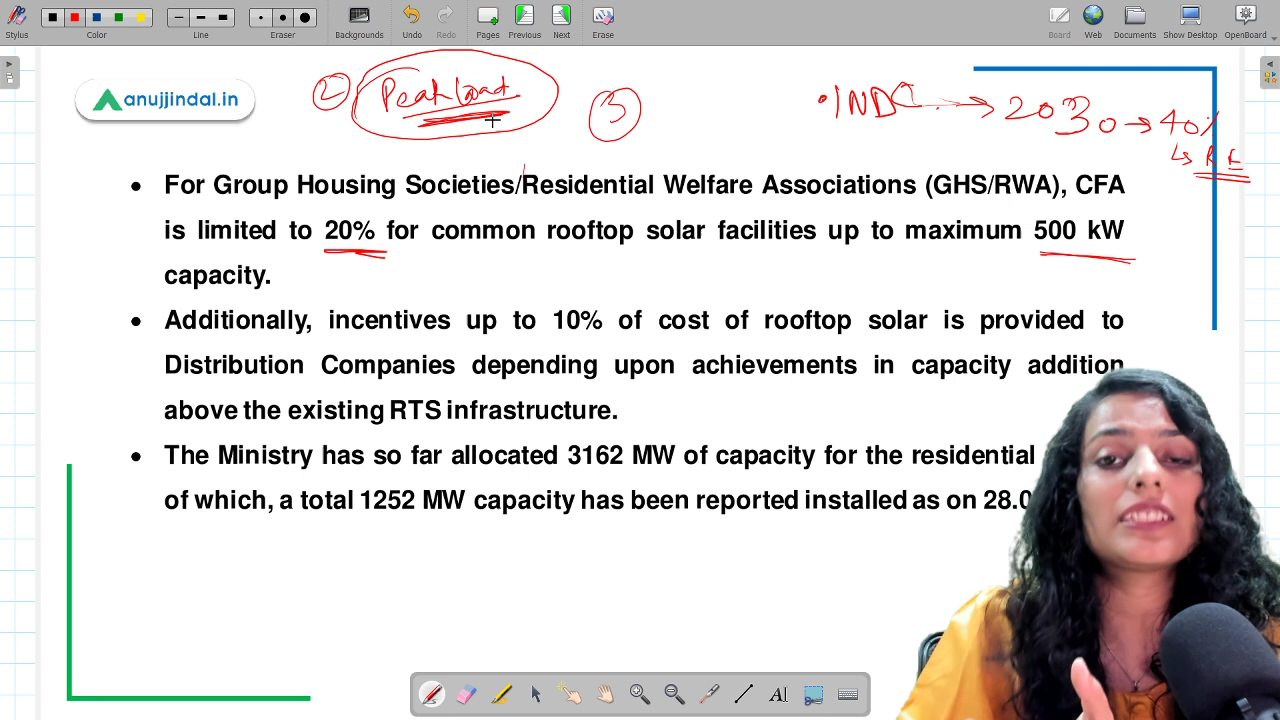 Stylus
Color
Line
Eraser
Backgrounds
Undo
Redo
Pages
Previous
Next
Erase
Board
Web
Documents
Show Desktop
OpenBoard
anujjindal.in
② Peak load
③
• INDC → 2030 → 40%
↳ RE
• For Group Housing Societies/Residential Welfare Associations (GHS/RWA), CFA
is limited to 20% for common rooftop solar facilities up to maximum 500 kW
capacity.
• Additionally, incentives up to 10% of cost of rooftop solar is provided to
Distribution Companies depending upon achievements in capacity addition
above the existing RTS infrastructure.
• The Ministry has so far allocated 3162 MW of capacity for the residential
of which, a total 1252 MW capacity has been reported installed as on 28.0
AI